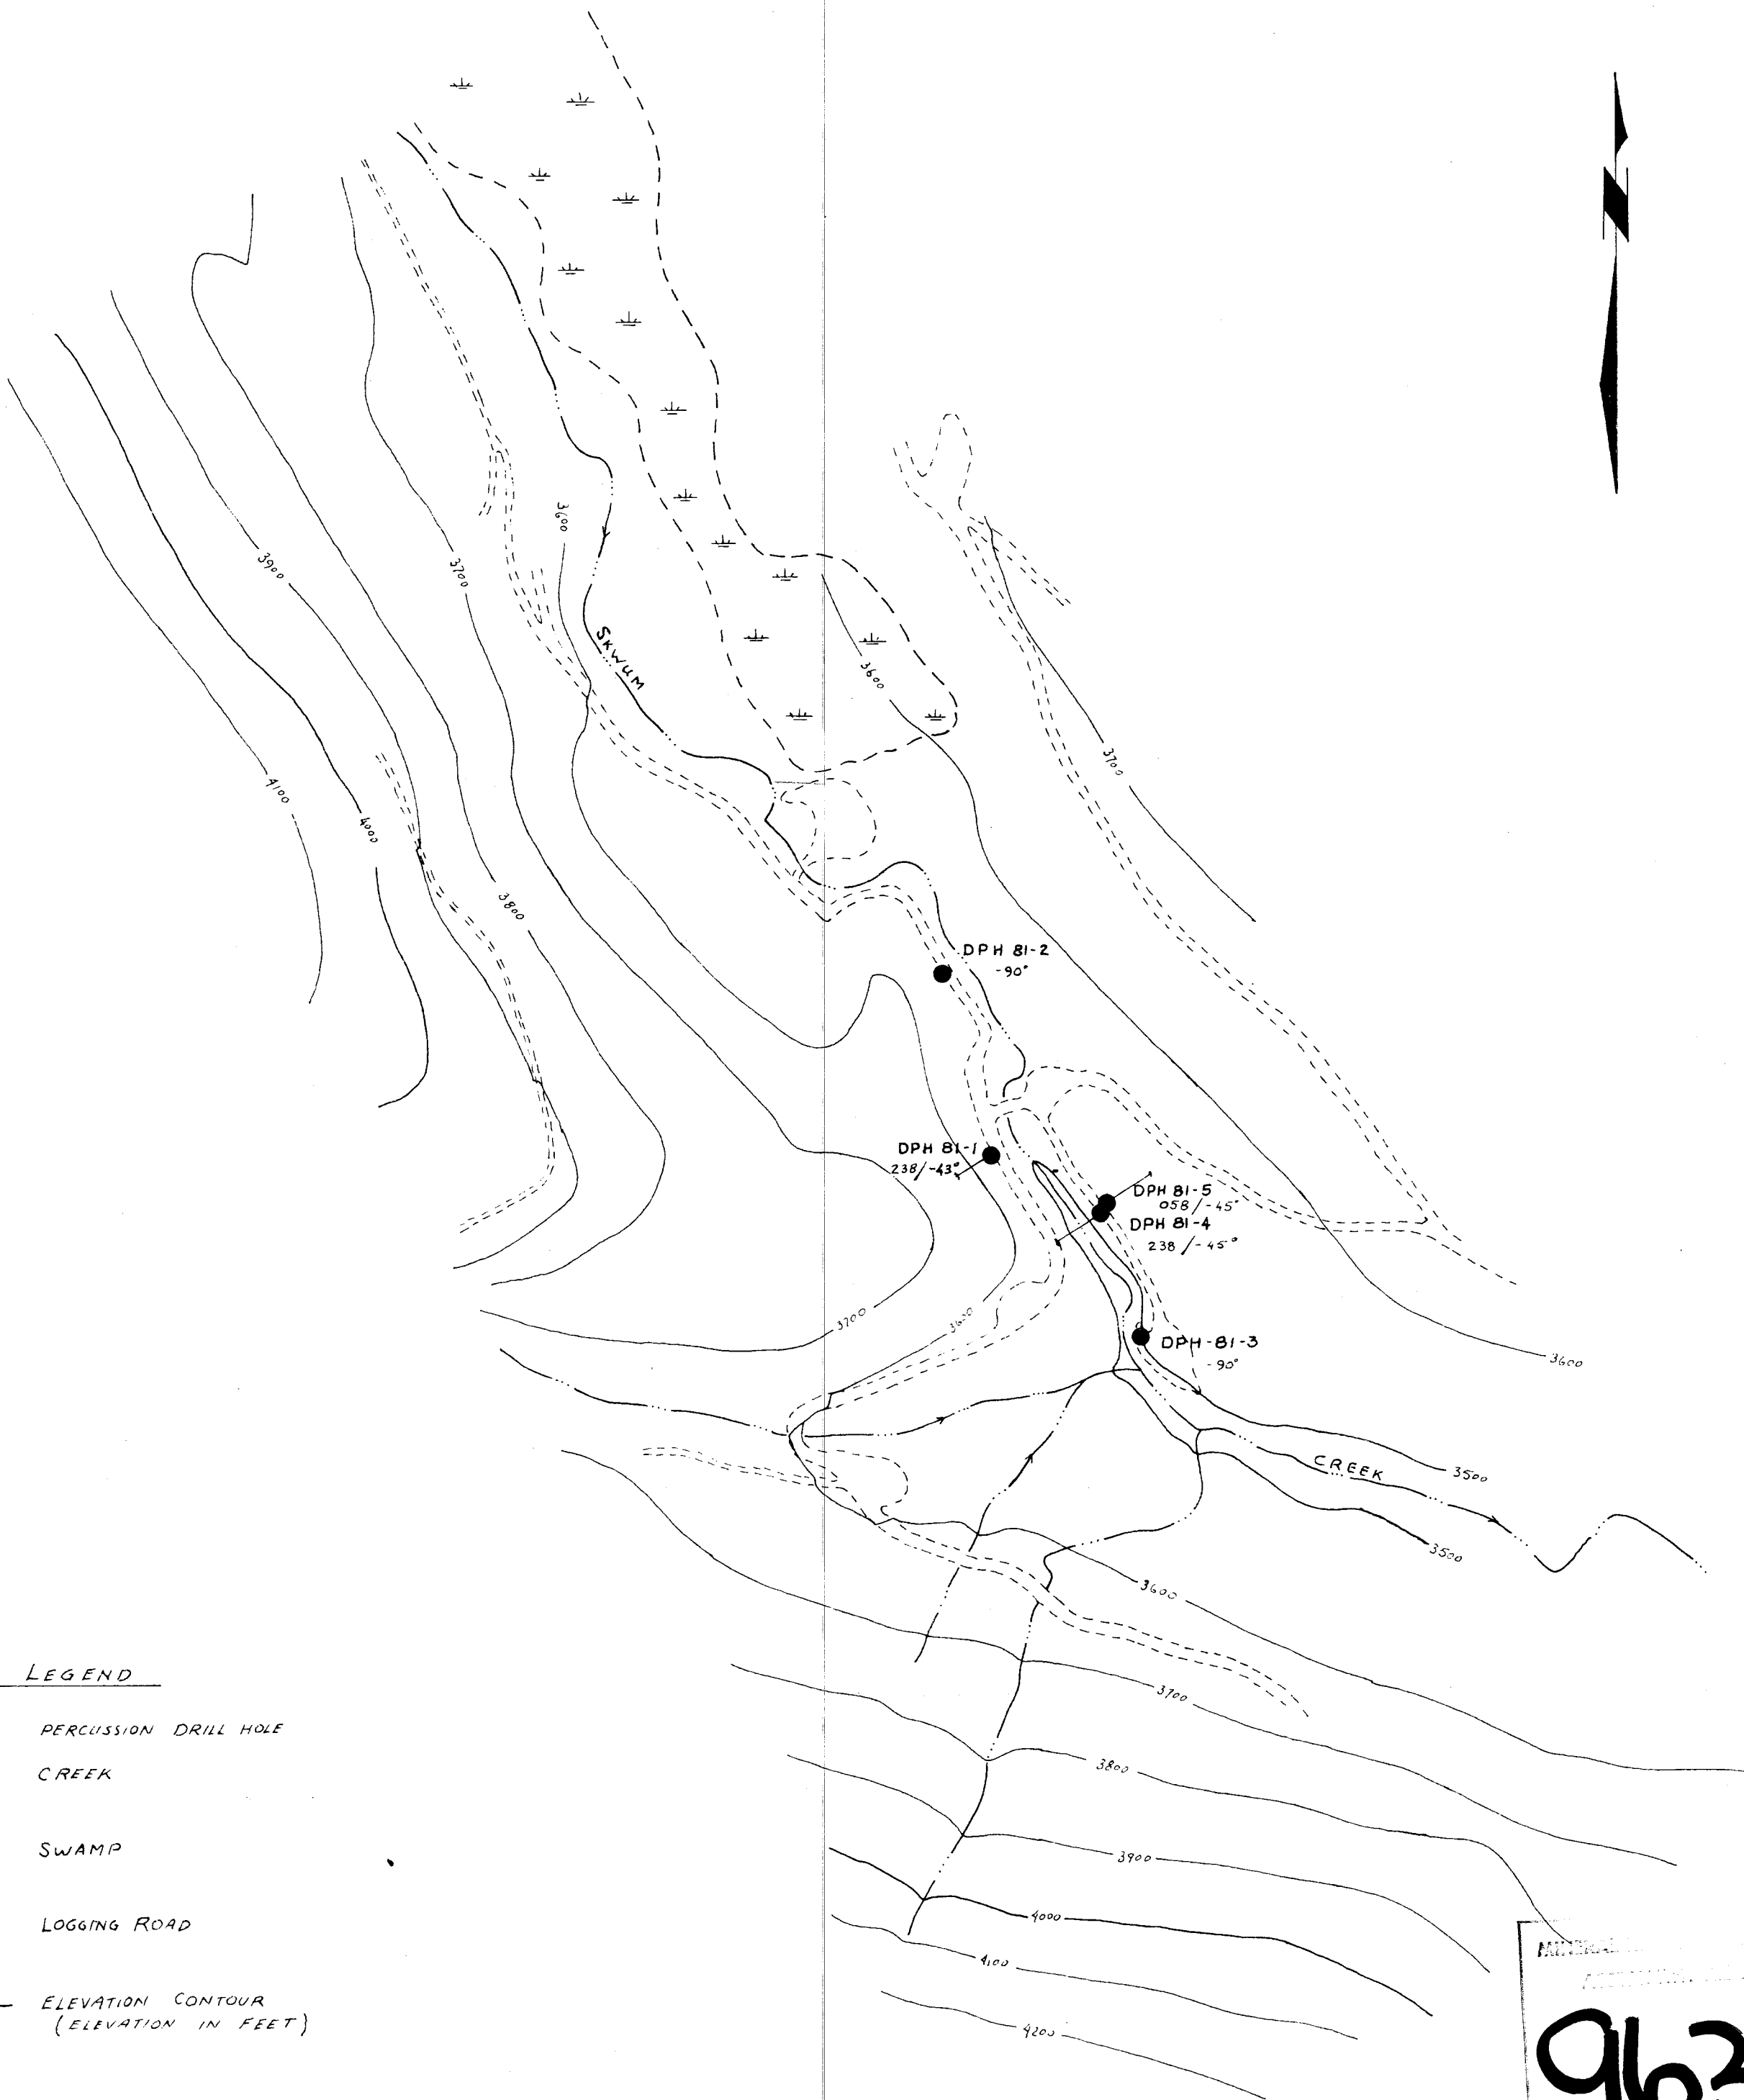 N
3600
3900
3700
SKWUM
3600
3700
4100
4000
3800
DPH 81-2
-90°
DPH 81-1
238/-43°
DPH 81-5
058/-45°
DPH 81-4
238/-45°
3700
3600
DPH-81-3
-90°
3600
CREEK
3500
3500
3600
LEGEND
3700
PERCUSSION DRILL HOLE
3800
CREEK
SWAMP
3900
LOGGING ROAD
4000
4100
ELEVATION CONTOUR
(ELEVATION IN FEET)
4200
963